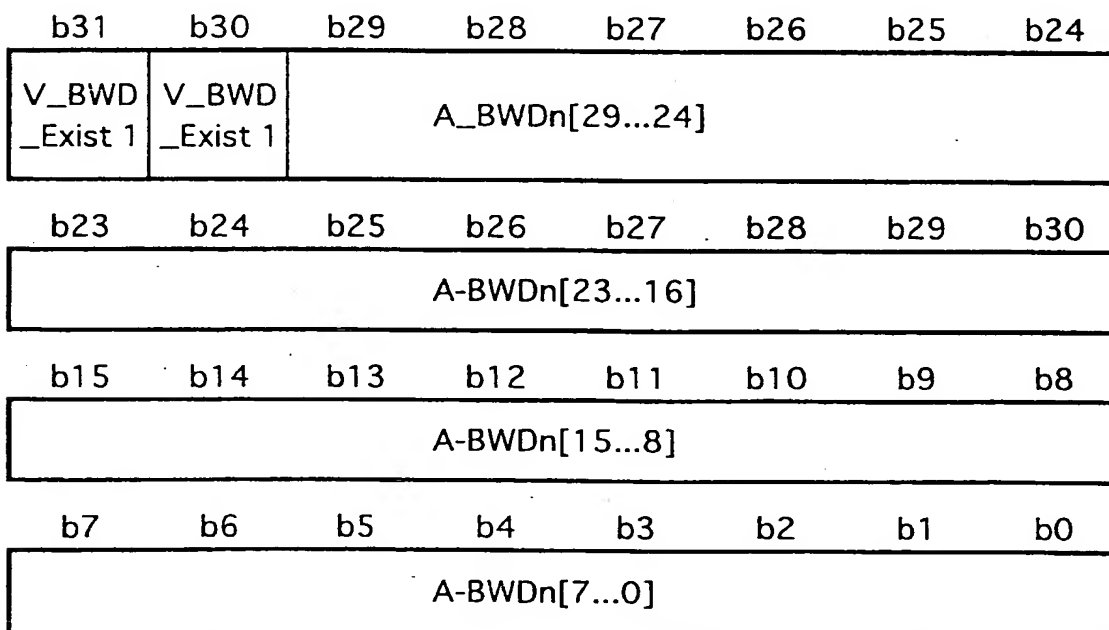 b31 b30 b29 b28 b27 b26 b25 b24
V_BWD V_BWD
A_BWDn[29...24]
_Exist 1 _Exist 1
b23 b24 b25 b26 b27 b28 b29 b30
A-BWDn[23...16]
b15 b14 b13 b12 b11 b10 b9 b8
A-BWDn[15...8]
b7 b6 b5 b4 b3 b2 b1 b0
A-BWDn[7...0]